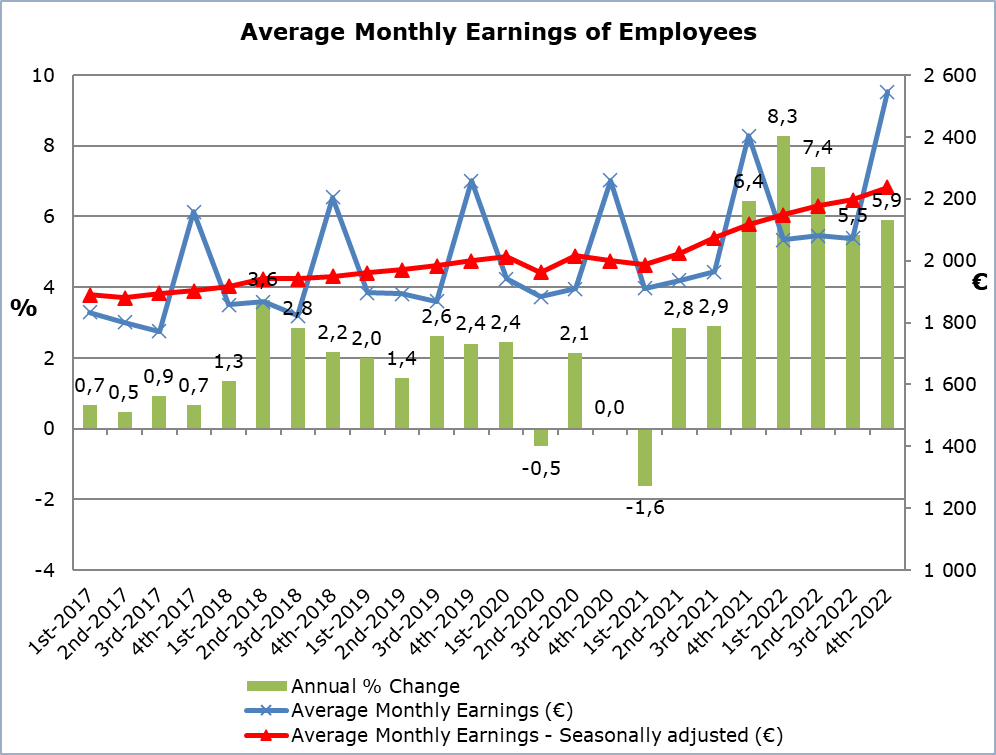 Average Monthly Earnings of Employees
10
8
6
4
2
0
-2
-4
%
2 600
2 400
2 200
2 000
1 800
1 600
1 400
1 200
1 000
€
0,7
0,5
0,9
0,7
1,3
3,6
2,8
2,2
2,0
1,4
2,6
2,4
2,4
-0,5
2,1
0,0
-1,6
2,8
2,9
6,4
8,3
7,4
5,5
5,9
1st-2017
2nd-2017
3rd-2017
4th-2017
1st-2018
2nd-2018
3rd-2018
4th-2018
1st-2019
2nd-2019
3rd-2019
4th-2019
1st-2020
2nd-2020
3rd-2020
4th-2020
1st-2021
2nd-2021
3rd-2021
4th-2021
1st-2022
2nd-2022
3rd-2022
4th-2022
Annual % Change
Average Monthly Earnings (€)
Average Monthly Earnings - Seasonally adjusted (€)